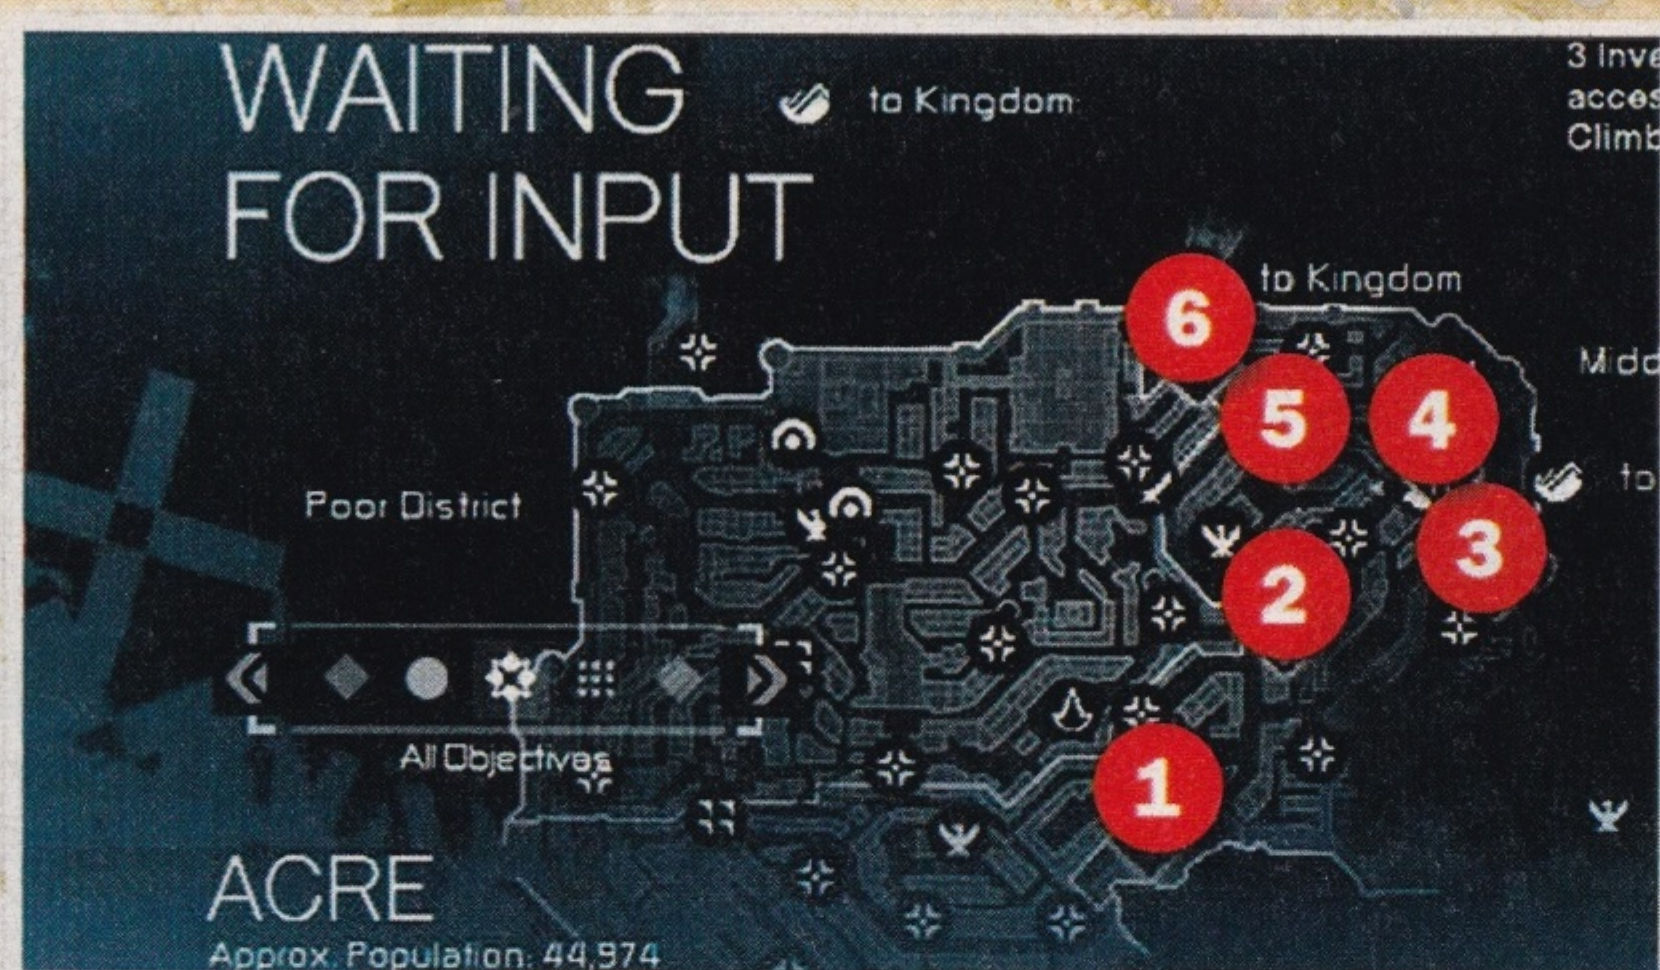 WAITING
FOR INPUT
to Kingdom
3 Inve
acces
Climb
to Kingdom
6
5
4
Midd
Poor District
to
3
2
All Objectives
1
ACRE
Approx. Population: 44,974